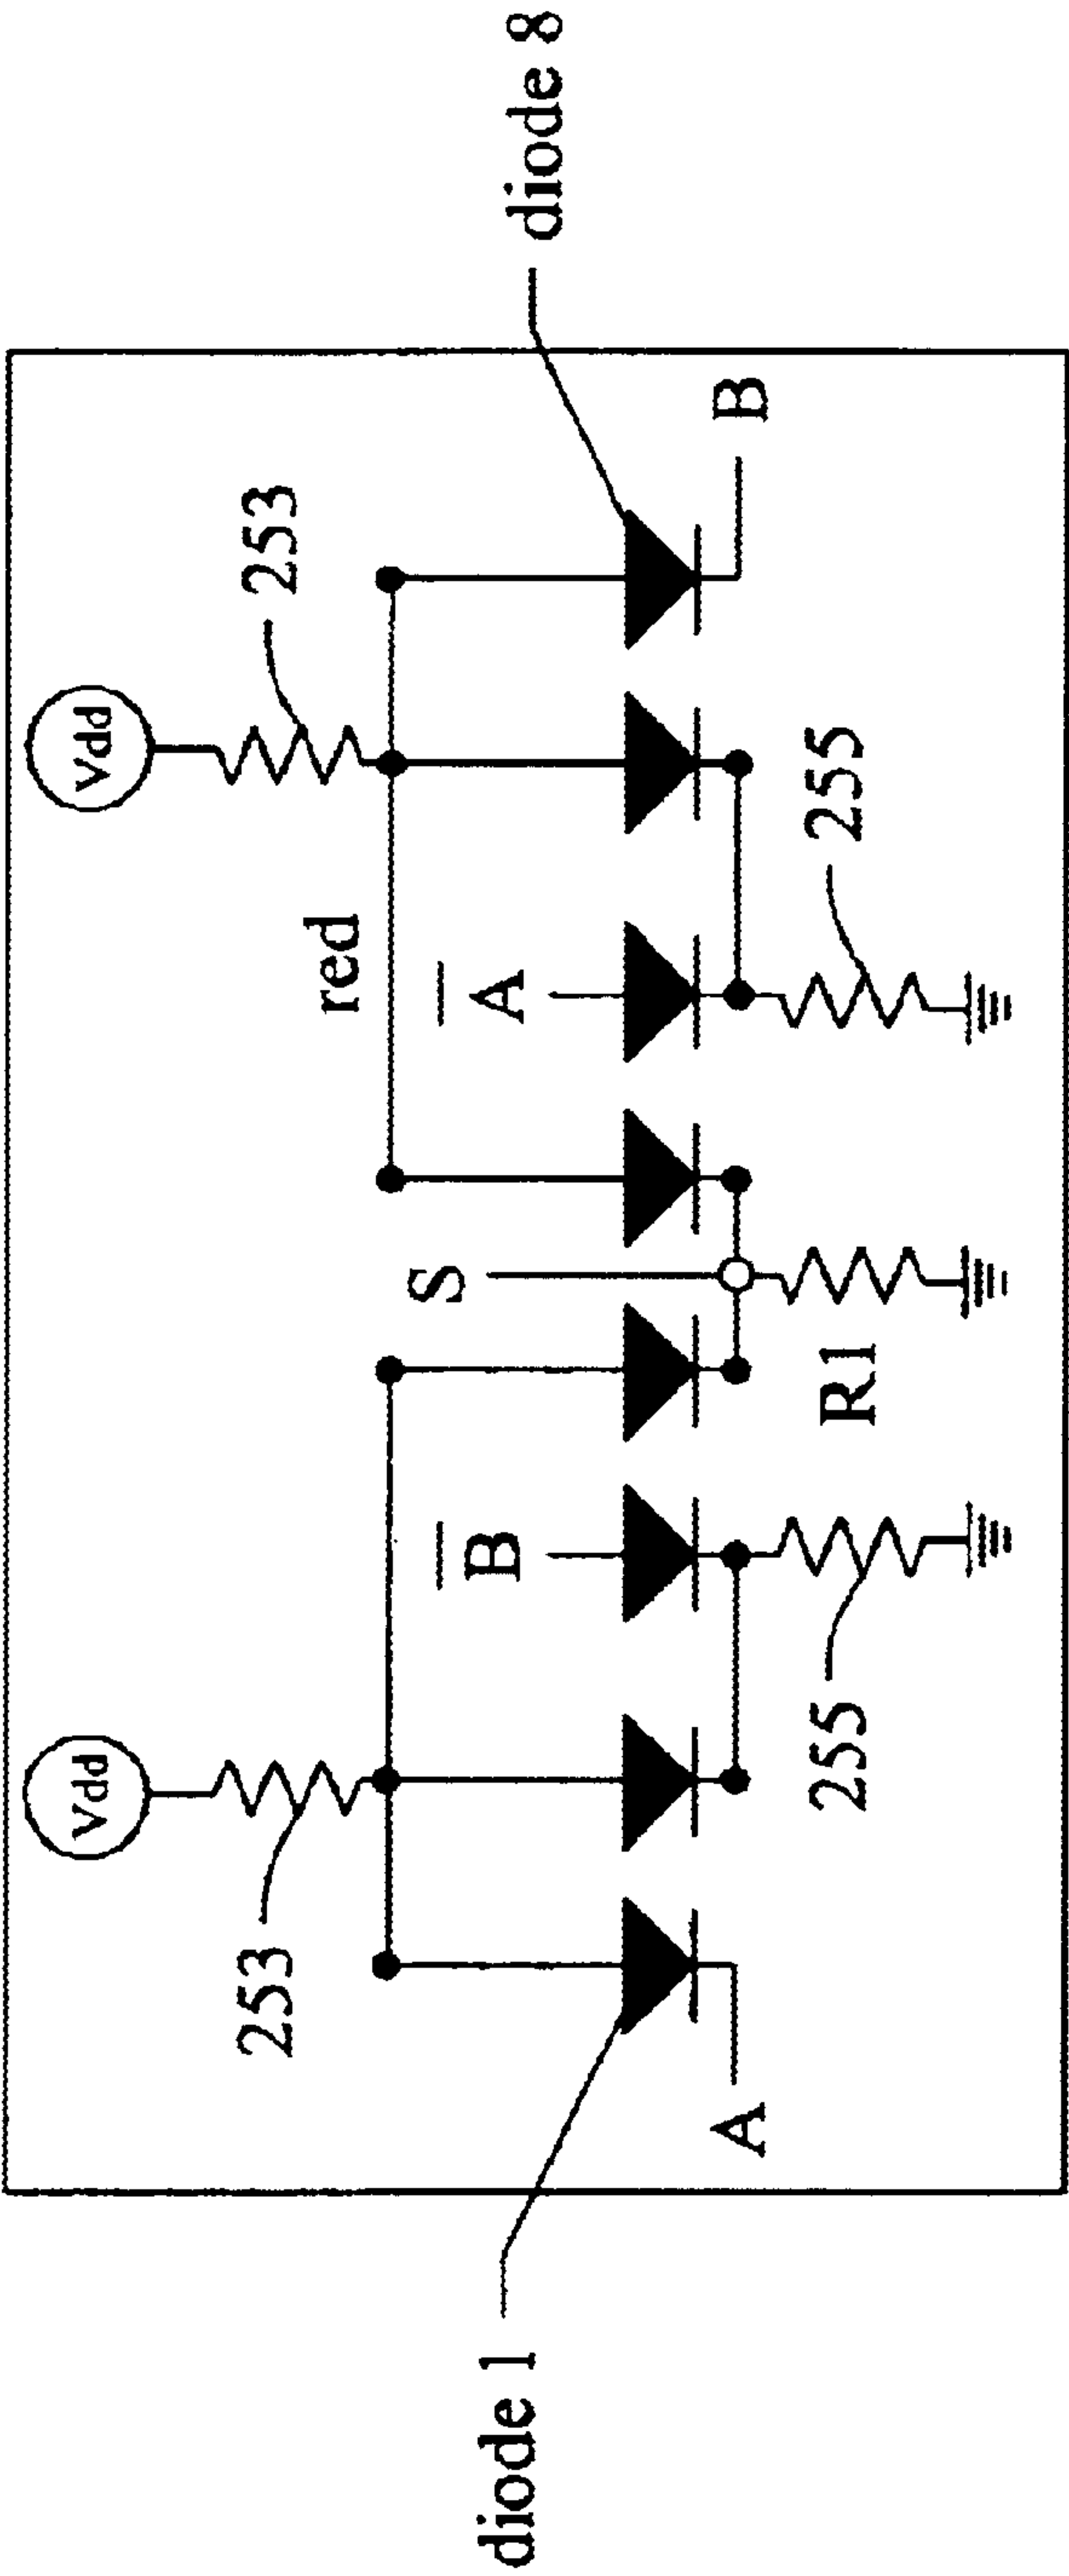 Vdd
Vdd
253
253
red
S
B̅
A̅
diode 1
diode 8
A
B
255
R1
255